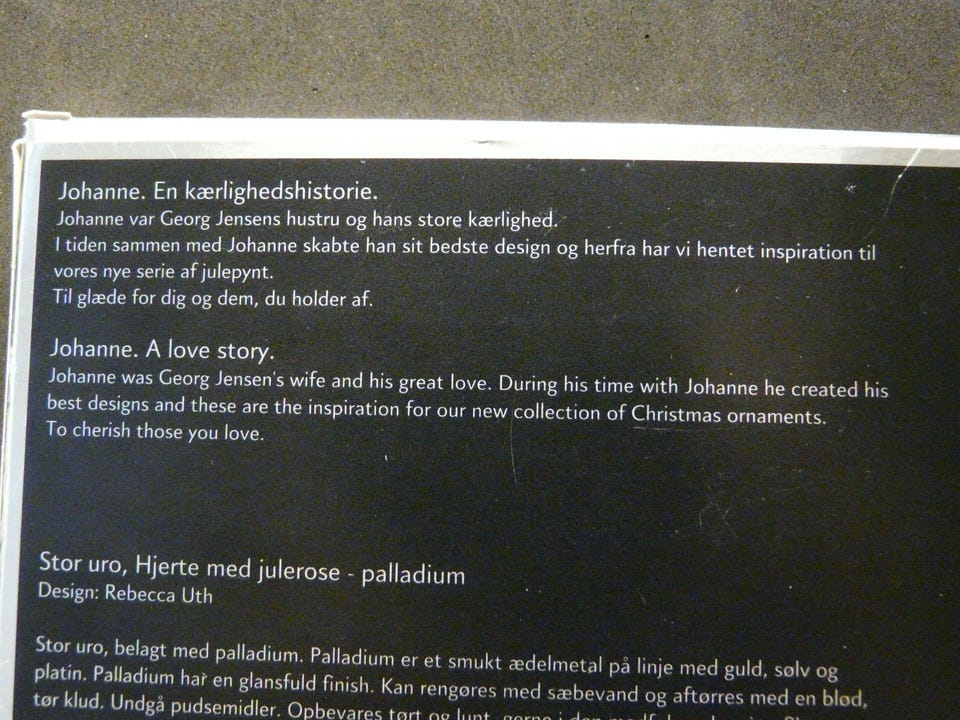 Johanne. En kærlighedshistorie.
Johanne var Georg Jensens hustru og hans store kærlighed.
I tiden sammen med Johanne skabte han sit bedste design og herfra har vi hentet inspiration til
vores nye serie af julepynt.
Til glæde for dig og dem, du holder af.
Johanne. A love story.
Johanne was Georg Jensen's wife and his great love. During his time with Johanne he created his
best designs and these are the inspiration for our new collection of Christmas ornaments.
To cherish those you love.
Stor uro, Hjerte med julerose - palladium
Design: Rebecca Uth
Stor uro, belagt med palladium. Palladium er et smukt ædelmetal på linje med guld, sølv og
platin. Palladium har en glansfuld finish. Kan rengøres med sæbevand og aftørres med en blød,
tør klud. Undgå pudsemidler. Opbevares tørt og lunt, gerne i den